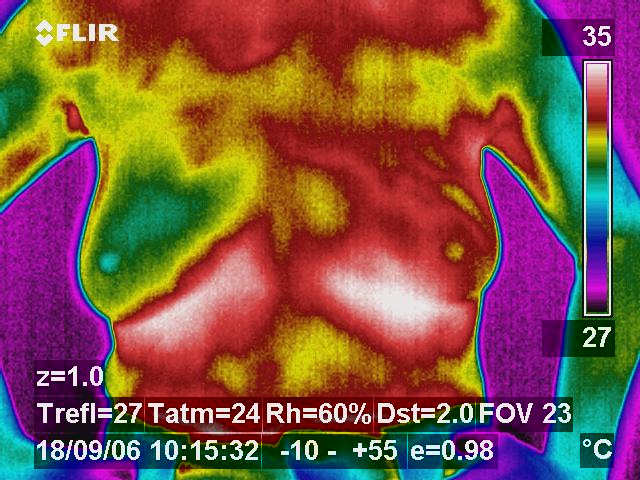 FLIR
35
27
z=1.0
Trefl=27 Tatm=24 Rh=60% Dst=2.0 FOV 23
18/09/06 10:15:32 -10 - +55 e=0.98 °C